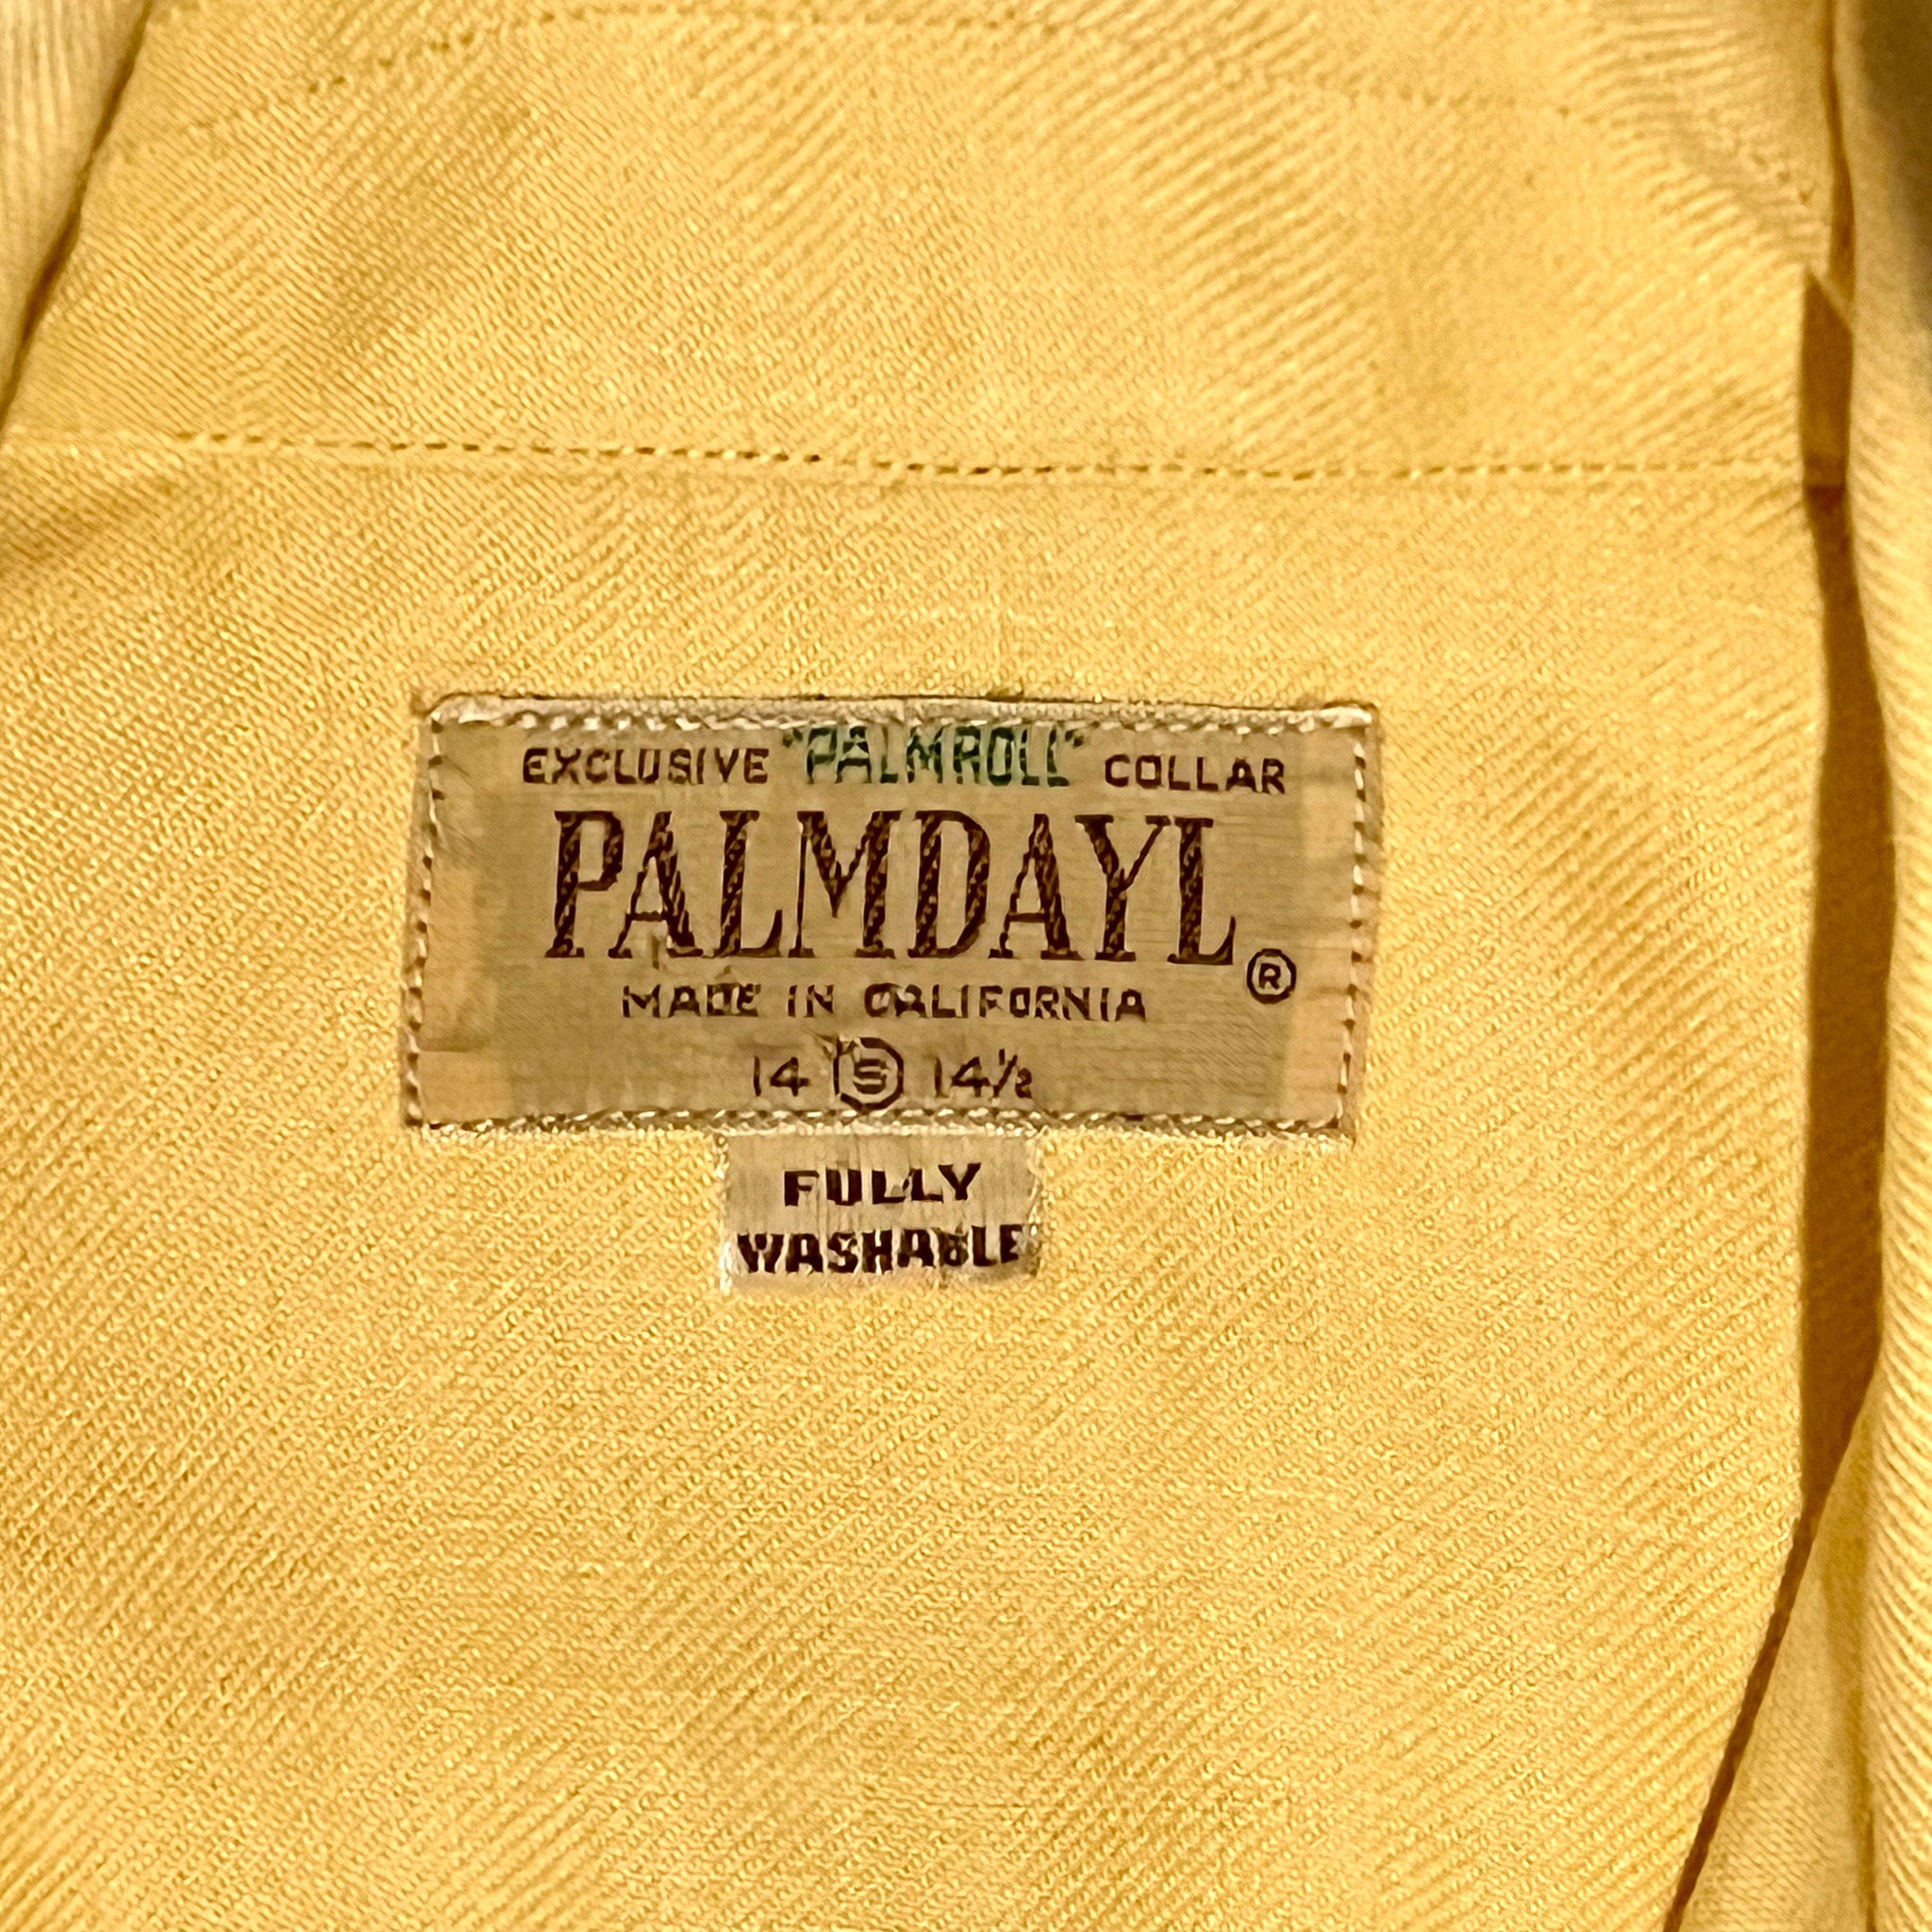 EXCLUSIVE "PALMROLL" COLLAR
PALMDAYL ®
MADE IN CALIFORNIA
14 S 14½
FULLY
WASHABLE